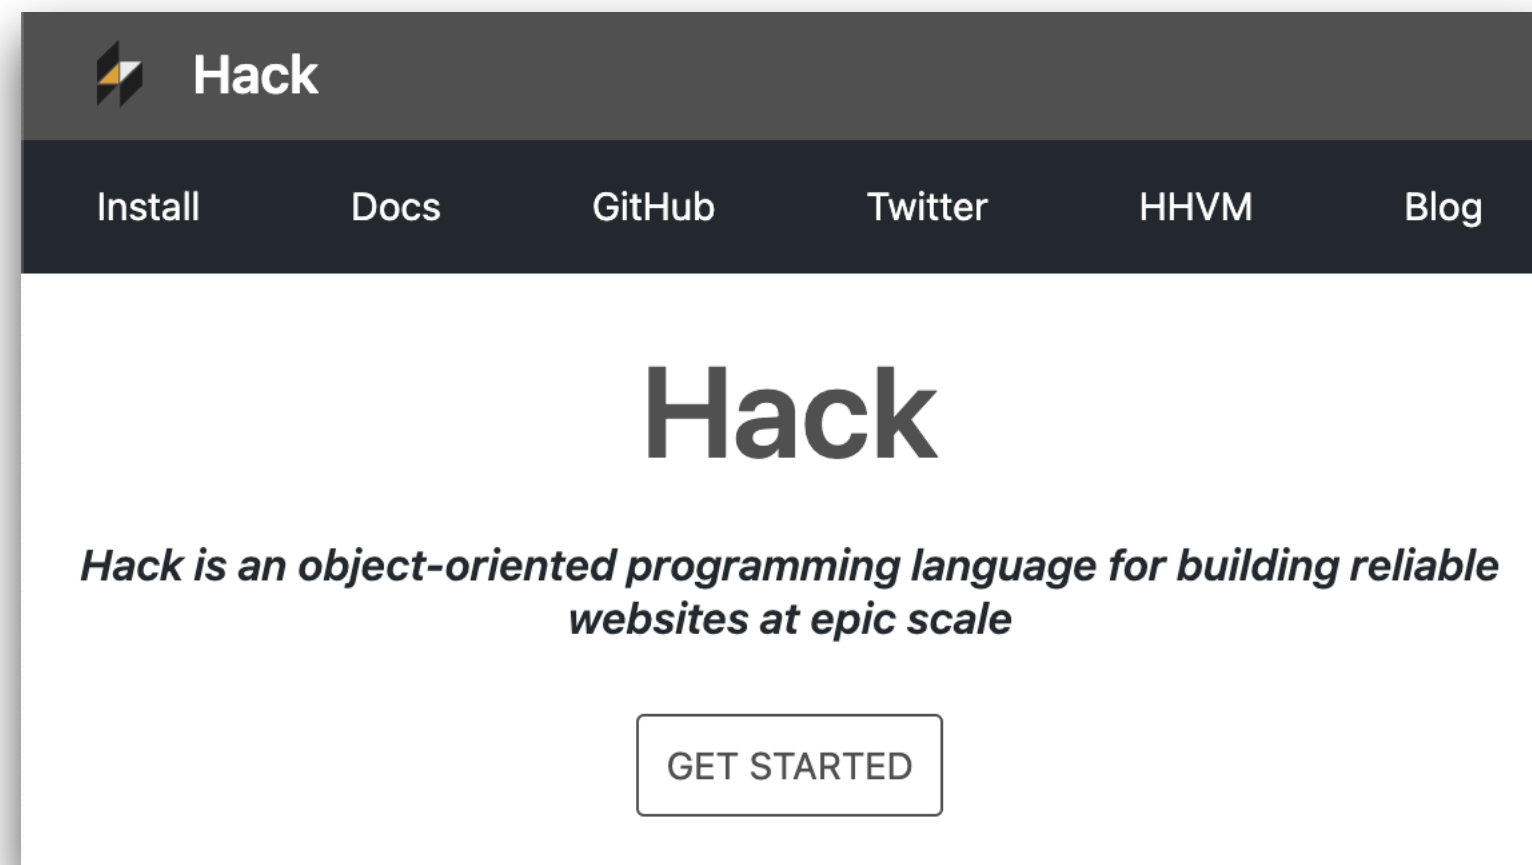 Hack
Install Docs GitHub Twitter HHVM Blog
Hack
Hack is an object-oriented programming language for building reliable
websites at epic scale
GET STARTED